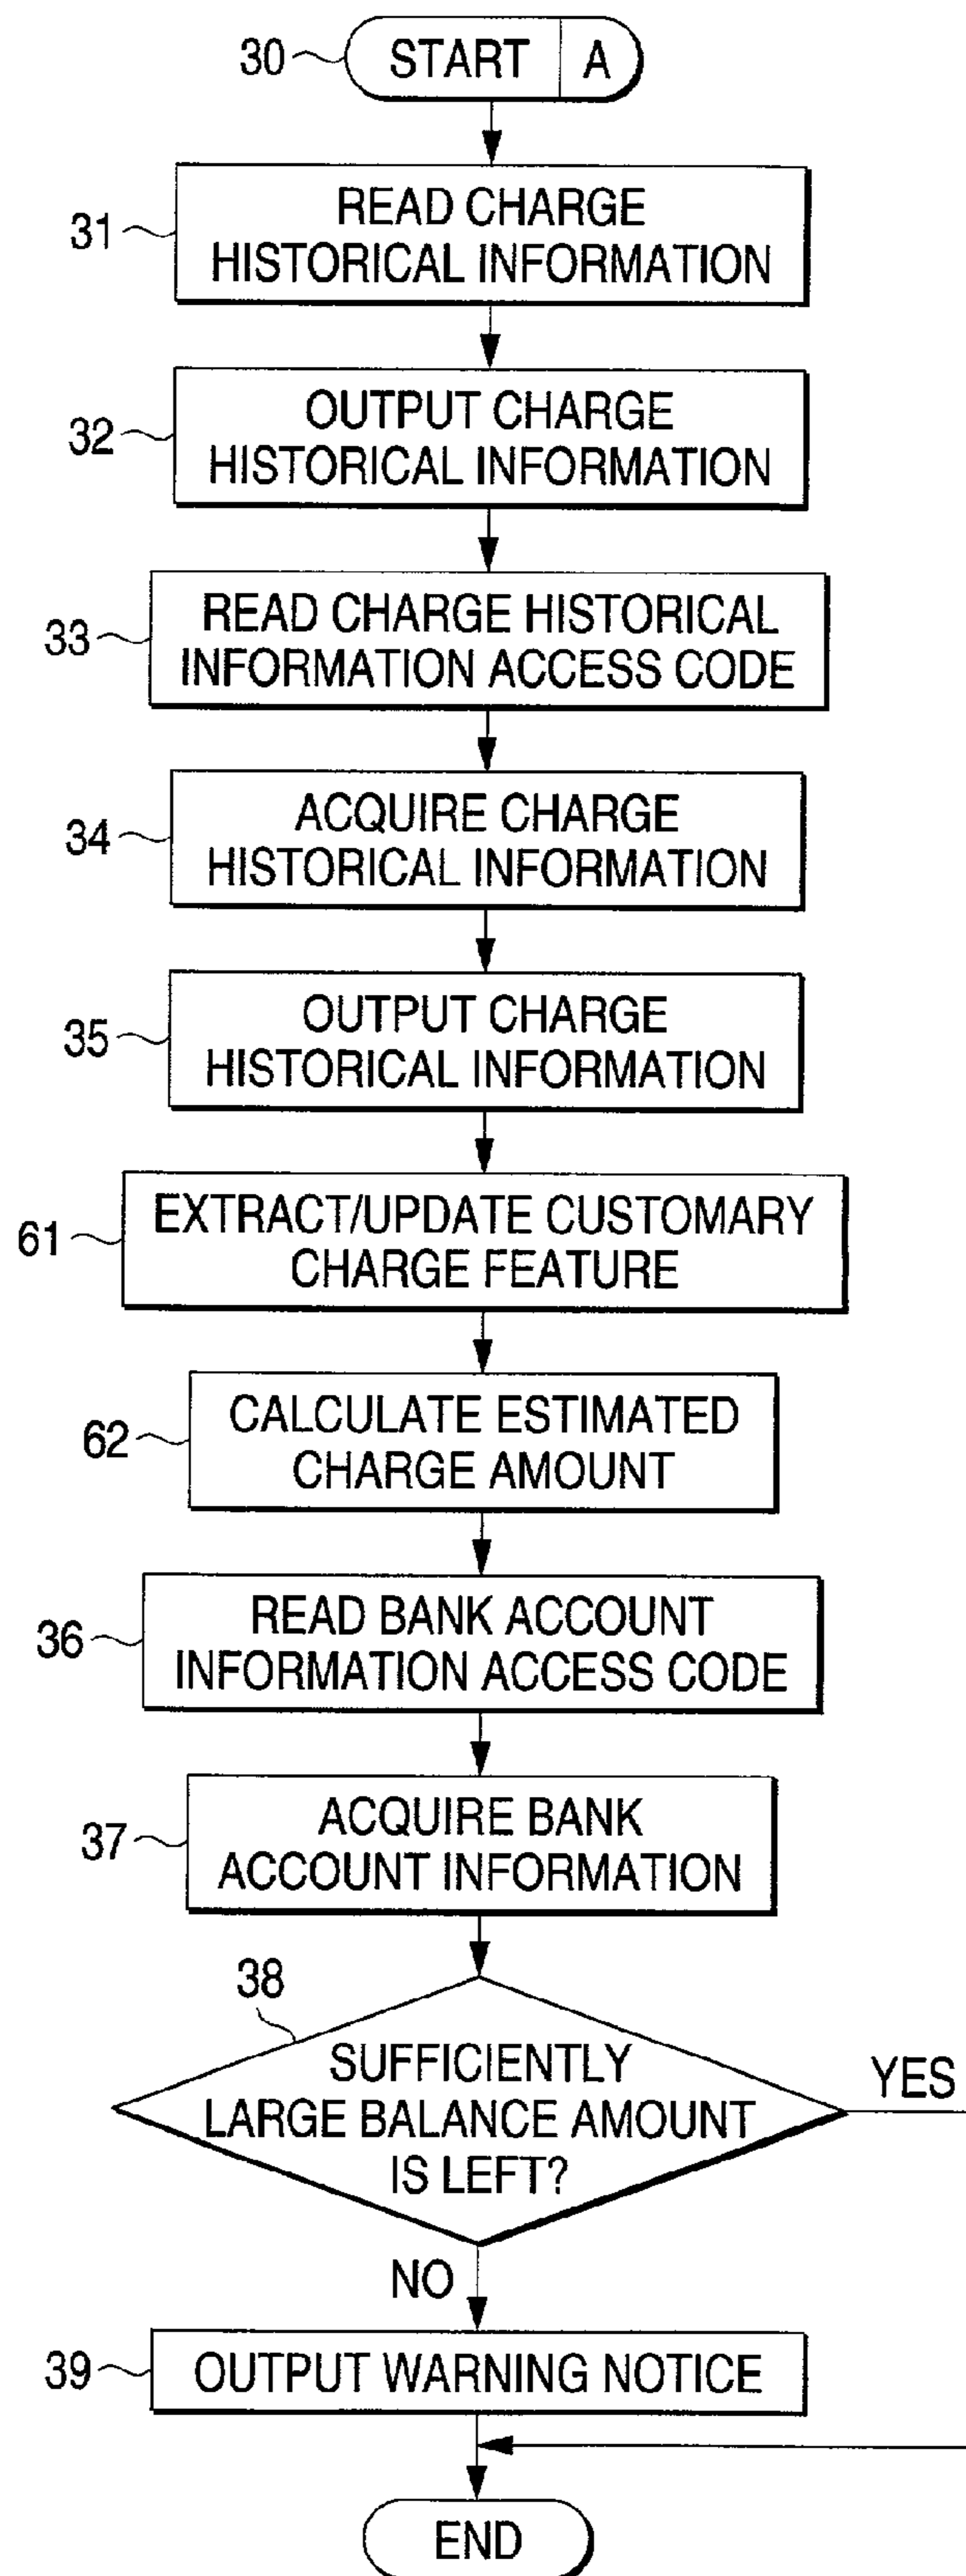 30 START A
31 READ CHARGE
HISTORICAL INFORMATION
32 OUTPUT CHARGE
HISTORICAL INFORMATION
33 READ CHARGE HISTORICAL
INFORMATION ACCESS CODE
34 ACQUIRE CHARGE
HISTORICAL INFORMATION
35 OUTPUT CHARGE
HISTORICAL INFORMATION
61 EXTRACT/UPDATE CUSTOMARY
CHARGE FEATURE
62 CALCULATE ESTIMATED
CHARGE AMOUNT
36 READ BANK ACCOUNT
INFORMATION ACCESS CODE
37 ACQUIRE BANK
ACCOUNT INFORMATION
38
SUFFICIENTLY
LARGE BALANCE AMOUNT
IS LEFT?
YES
NO
39 OUTPUT WARNING NOTICE
END